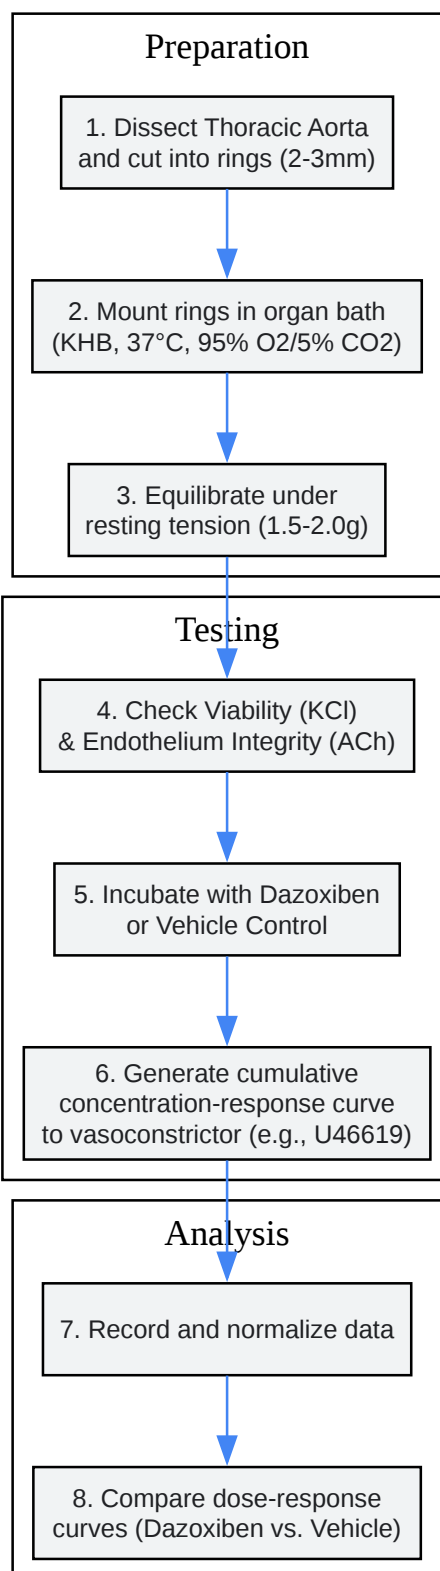 Preparation
1. Dissect Thoracic Aorta
and cut into rings (2-3mm)
2. Mount rings in organ bath
(KHB, 37°C, 95% O2/5% CO2)
3. Equilibrate under
resting tension (1.5-2.0g)
Testing
4. Check Viability (KCl)
& Endothelium Integrity (ACh)
5. Incubate with Dazoxiben
or Vehicle Control
6. Generate cumulative
concentration-response curve
to vasoconstrictor (e.g., U46619)
Analysis
7. Record and normalize data
8. Compare dose-response
curves (Dazoxiben vs. Vehicle)